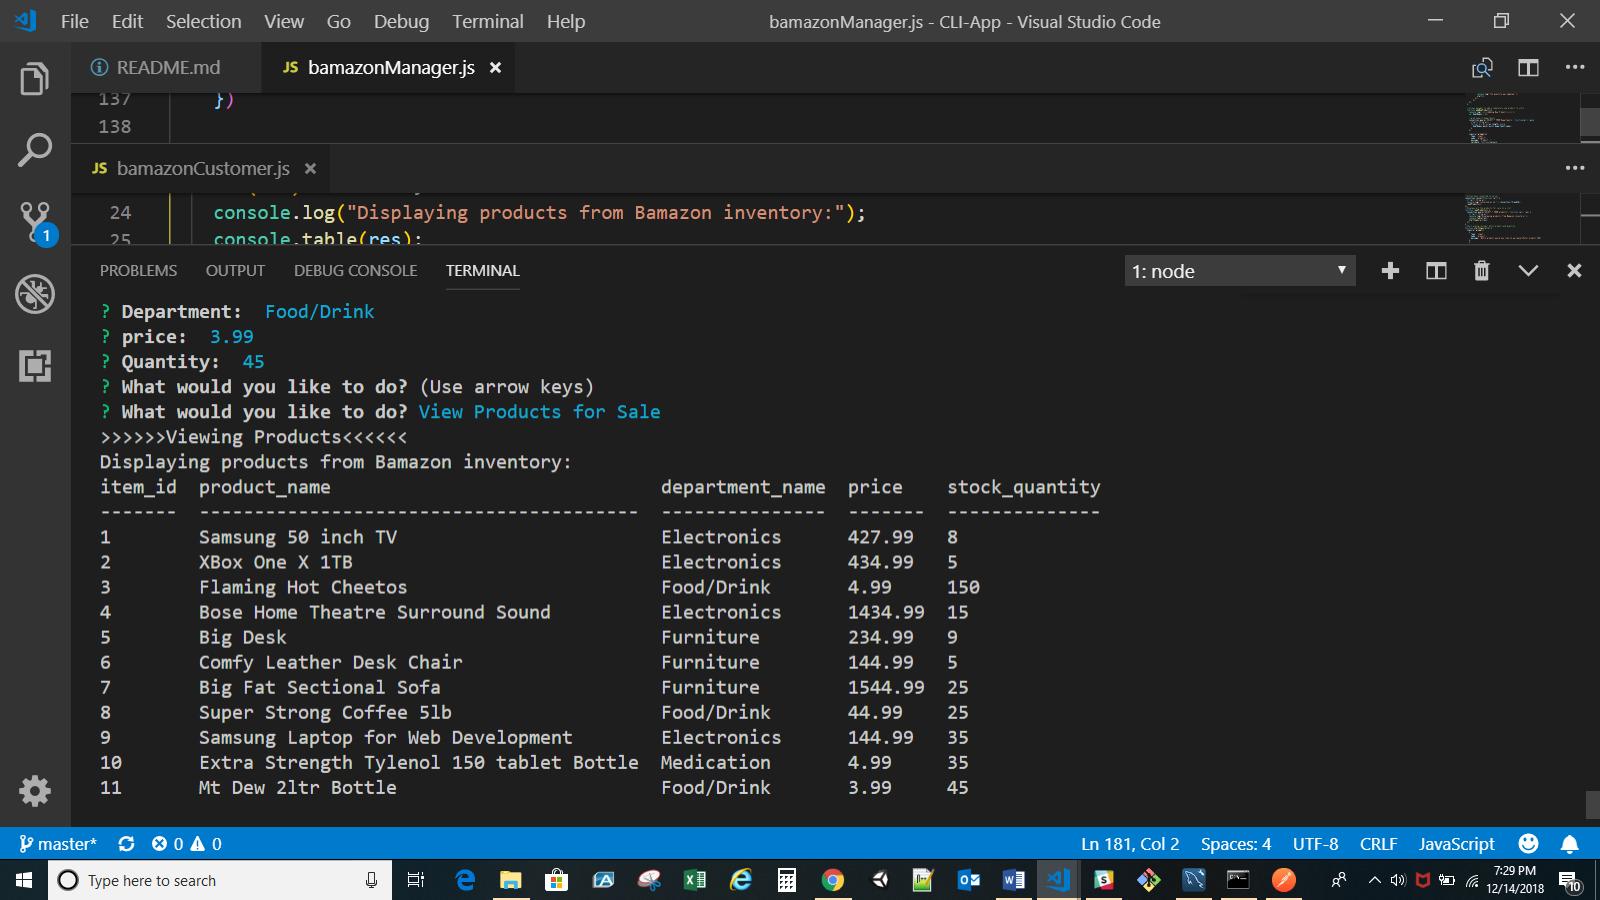 File Edit Selection View Go Debug Terminal Help bamazonManager.js - CLI-App - Visual Studio Code
README.md JS bamazonManager.js
137 })
138
JS bamazonCustomer.js
24 console.log("Displaying products from Bamazon inventory:");
25 console.table(res);
1
PROBLEMS OUTPUT DEBUG CONSOLE TERMINAL 1: node
? Department: Food/Drink
? price: 3.99
? Quantity: 45
? What would you like to do? (Use arrow keys)
? What would you like to do? View Products for Sale
>>>>>>Viewing Products<<<<<<
Displaying products from Bamazon inventory:
item_id product_name department_name price stock_quantity
------- ---------------------------------------- --------------- ------- --------------
1 Samsung 50 inch TV Electronics 427.99 8
2 XBox One X 1TB Electronics 434.99 5
3 Flaming Hot Cheetos Food/Drink 4.99 150
4 Bose Home Theatre Surround Sound Electronics 1434.99 15
5 Big Desk Furniture 234.99 9
6 Comfy Leather Desk Chair Furniture 144.99 5
7 Big Fat Sectional Sofa Furniture 1544.99 25
8 Super Strong Coffee 5lb Food/Drink 44.99 25
9 Samsung Laptop for Web Development Electronics 144.99 35
10 Extra Strength Tylenol 150 tablet Bottle Medication 4.99 35
11 Mt Dew 2ltr Bottle Food/Drink 3.99 45
master* 0 0 Ln 181, Col 2 Spaces: 4 UTF-8 CRLF JavaScript
Type here to search 7:29 PM
12/14/2018 10